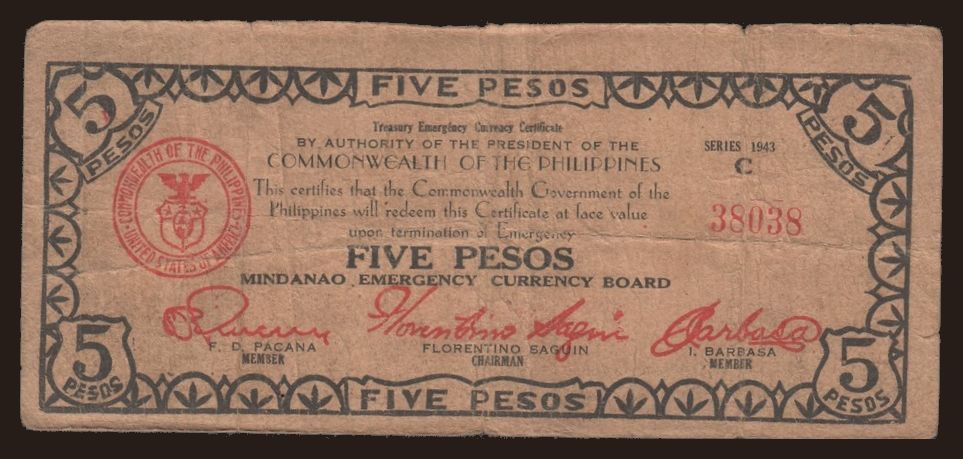 5 PESOS
FIVE PESOS
5 PESOS
Treasury Emergency Currency Certificate
BY AUTHORITY OF THE PRESIDENT OF THE
COMMONWEALTH OF THE PHILIPPINES
SERIES 1943
C
This certifies that the Commonwealth Government of the
Philippines will redeem this Certificate at face value
upon termination of Emergency
38038
COMMONWEALTH OF THE PHILIPPINES
UNITED STATES OF AMERICA
FIVE PESOS
MINDANAO EMERGENCY CURRENCY BOARD
Florentino Saguin
Barbasa
F. D. PACANA
MEMBER
FLORENTINO SAGUIN
CHAIRMAN
I. BARBASA
MEMBER
5 PESOS
FIVE PESOS
5 PESOS